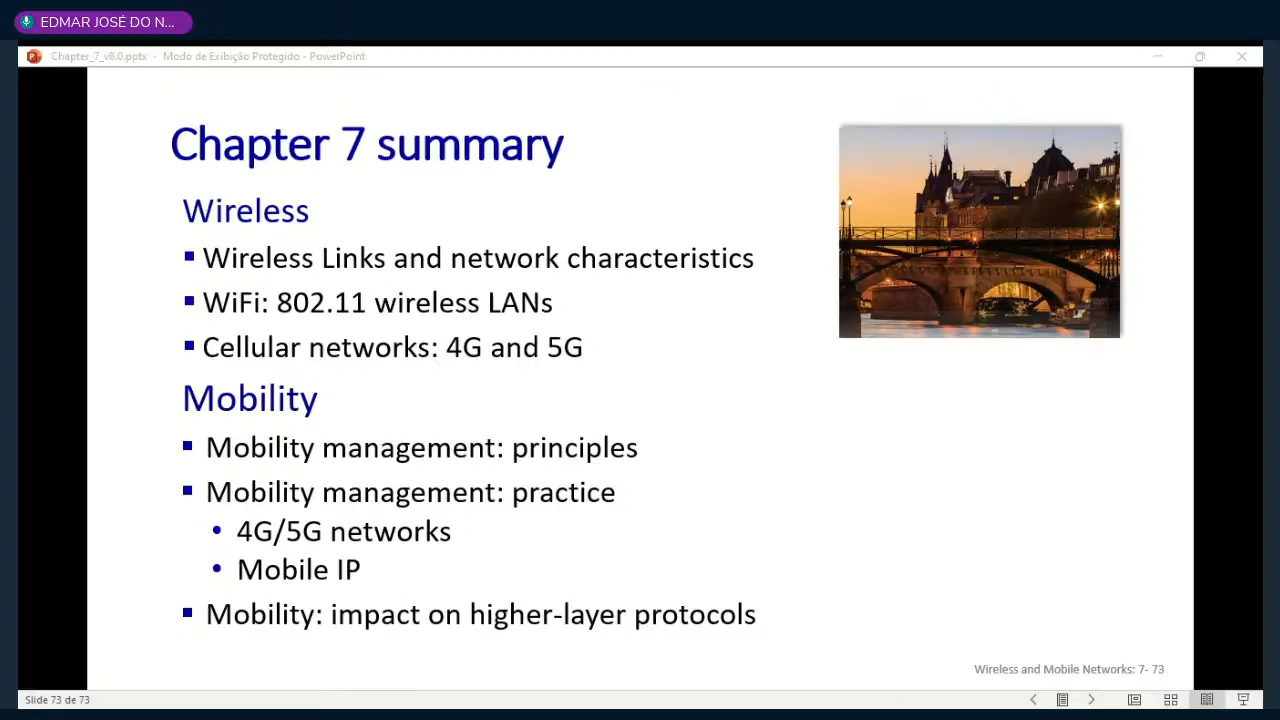 EDMAR JOSÉ DO N...
Chapter_7_v8.0.pptx - Modo de Exibição Protegido - PowerPoint
Chapter 7 summary
Wireless
Wireless Links and network characteristics
WiFi: 802.11 wireless LANs
Cellular networks: 4G and 5G
Mobility
Mobility management: principles
Mobility management: practice
4G/5G networks
Mobile IP
Mobility: impact on higher-layer protocols
Wireless and Mobile Networks: 7- 73
Slide 73 de 73